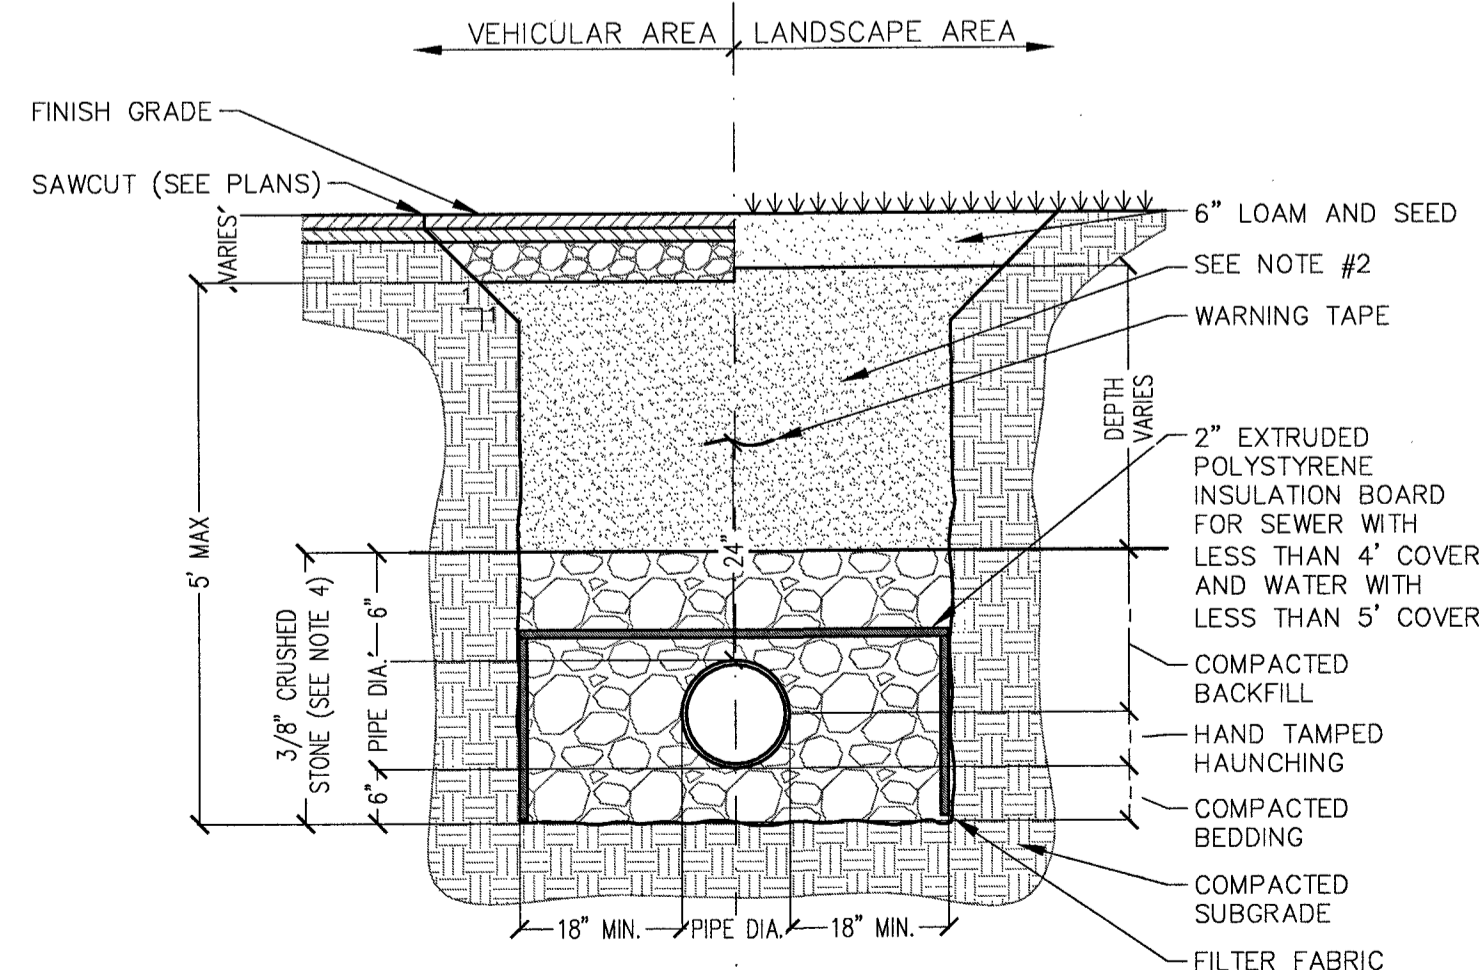 VEHICULAR AREA
LANDSCAPE AREA
FINISH GRADE
SAWCUT (SEE PLANS)
VARIES
6" LOAM AND SEED
SEE NOTE #2
WARNING TAPE
DEPTH
VARIES
2" EXTRUDED
POLYSTYRENE
INSULATION BOARD
FOR SEWER WITH
LESS THAN 4' COVER
AND WATER WITH
LESS THAN 5' COVER
5' MAX
3/8" CRUSHED
STONE (SEE NOTE 4)
6"
PIPE DIA.
6"
24"
1
1
COMPACTED
BACKFILL
HAND TAMPED
HAUNCHING
COMPACTED
BEDDING
COMPACTED
SUBGRADE
FILTER FABRIC
18" MIN.
PIPE DIA.
18" MIN.